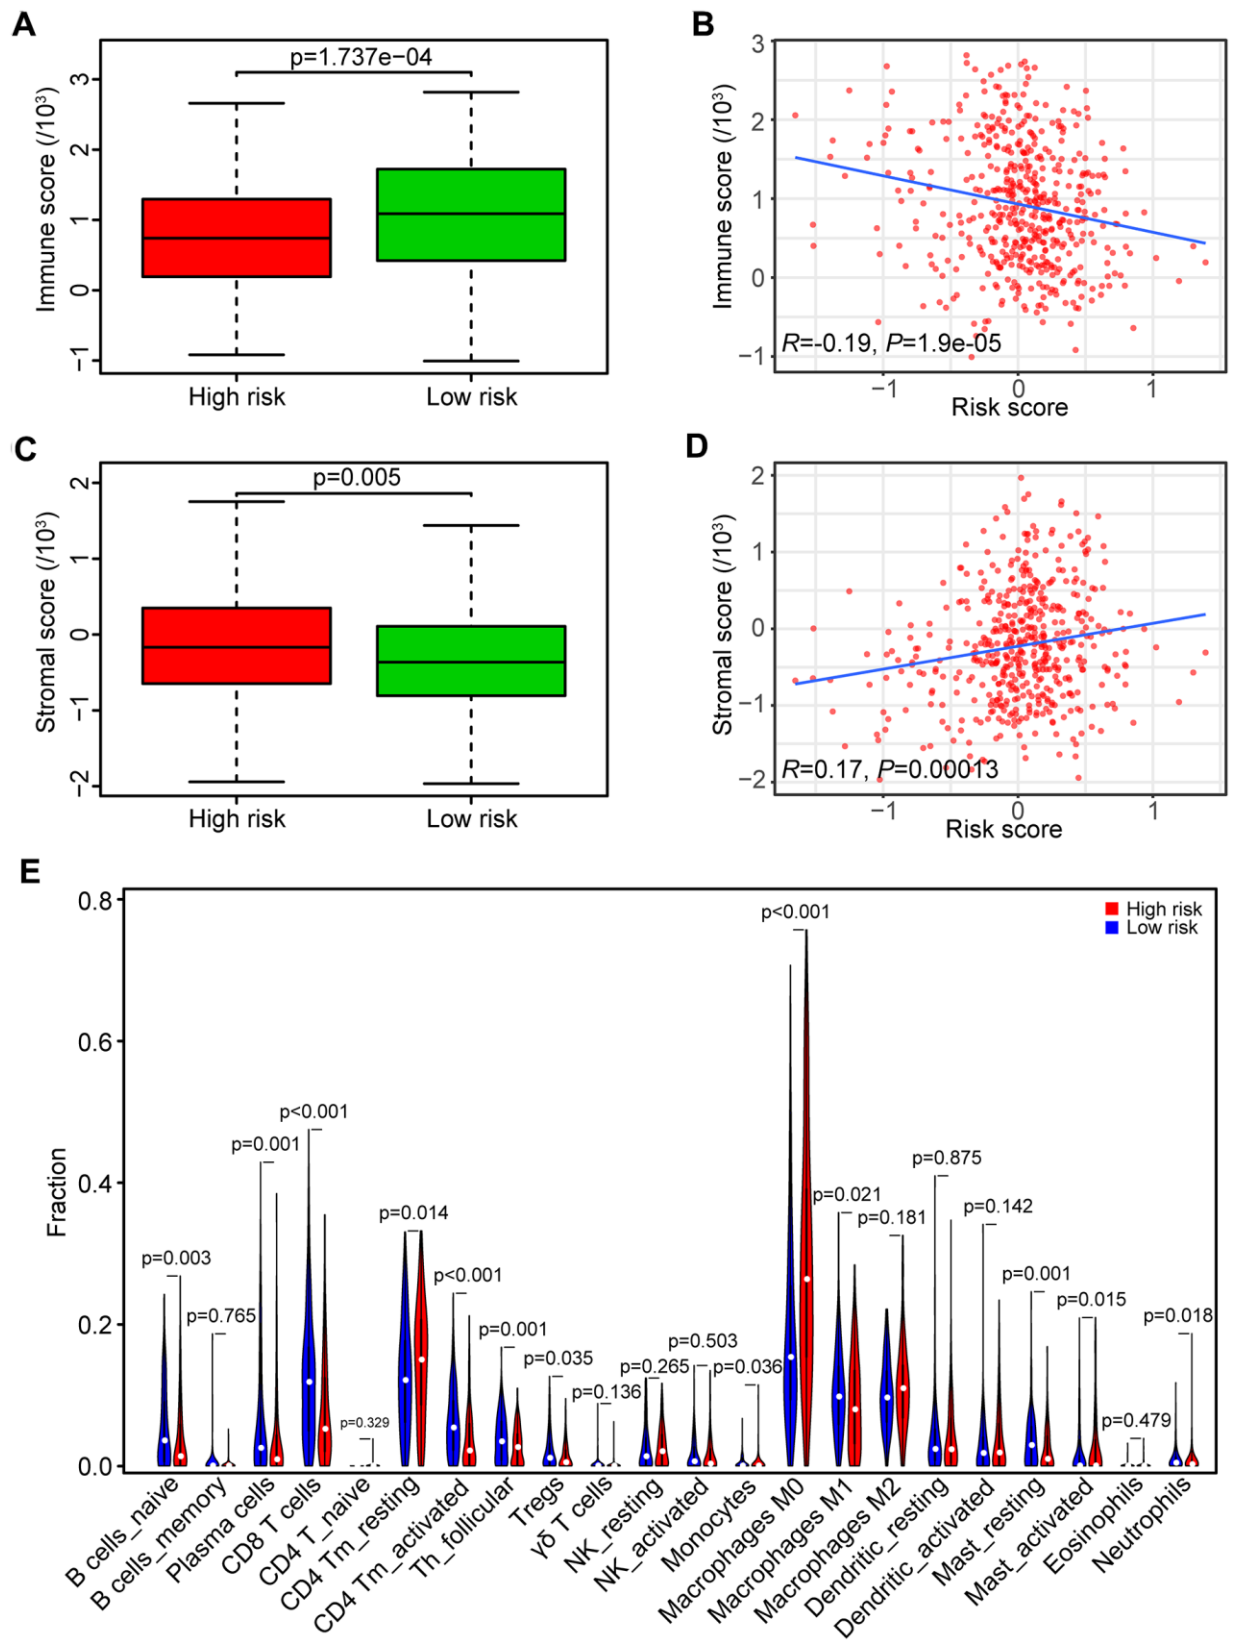 A
p=1.737e−04
Immune score (/10³)
3
2
1
0
−1
High risk
Low risk
B
Immune score (/10³)
3
2
1
0
−1
R=-0.19, P=1.9e-05
−1
0
1
Risk score
C
p=0.005
Stromal score (/10³)
2
1
0
−1
−2
High risk
Low risk
D
Stromal score (/10³)
2
1
0
−1
−2
R=0.17, P=0.00013
−1
0
1
Risk score
E
Fraction
0.8
0.6
0.4
0.2
0.0
High risk
Low risk
p=0.003
p=0.765
p=0.001
p<0.001
p=0.329
p=0.014
p<0.001
p=0.001
p=0.035
p=0.136
p=0.265
p=0.503
p=0.036
p<0.001
p=0.021
p=0.181
p=0.875
p=0.142
p=0.001
p=0.015
p=0.479
p=0.018
B cells_naive
B cells_memory
Plasma cells
CD8 T cells
CD4 T_naive
CD4 Tm_resting
CD4 Tm_activated
Th_follicular
Tregs
γδ T cells
NK_resting
NK_activated
Monocytes
Macrophages M0
Macrophages M1
Macrophages M2
Dendritic_resting
Dendritic_activated
Mast_resting
Mast_activated
Eosinophils
Neutrophils